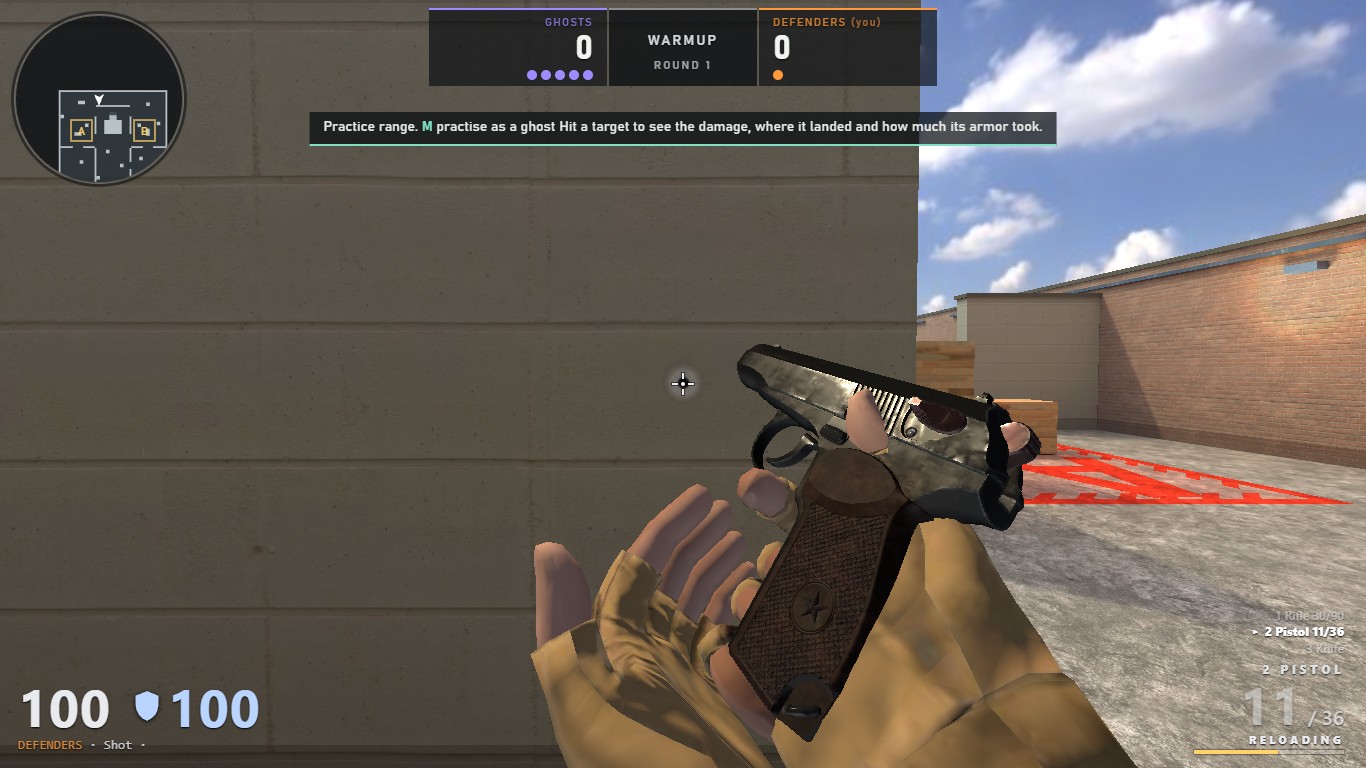 GHOSTS
0
WARMUP
ROUND 1
DEFENDERS (you)
0
A
B
Practice range. M practise as a ghost Hit a target to see the damage, where it landed and how much its armor took.
1 Rifle 30/90
▸ 2 Pistol 11/36
3 Knife
2 PISTOL
11 / 36
RELOADING
100 100
DEFENDERS · Shot ·